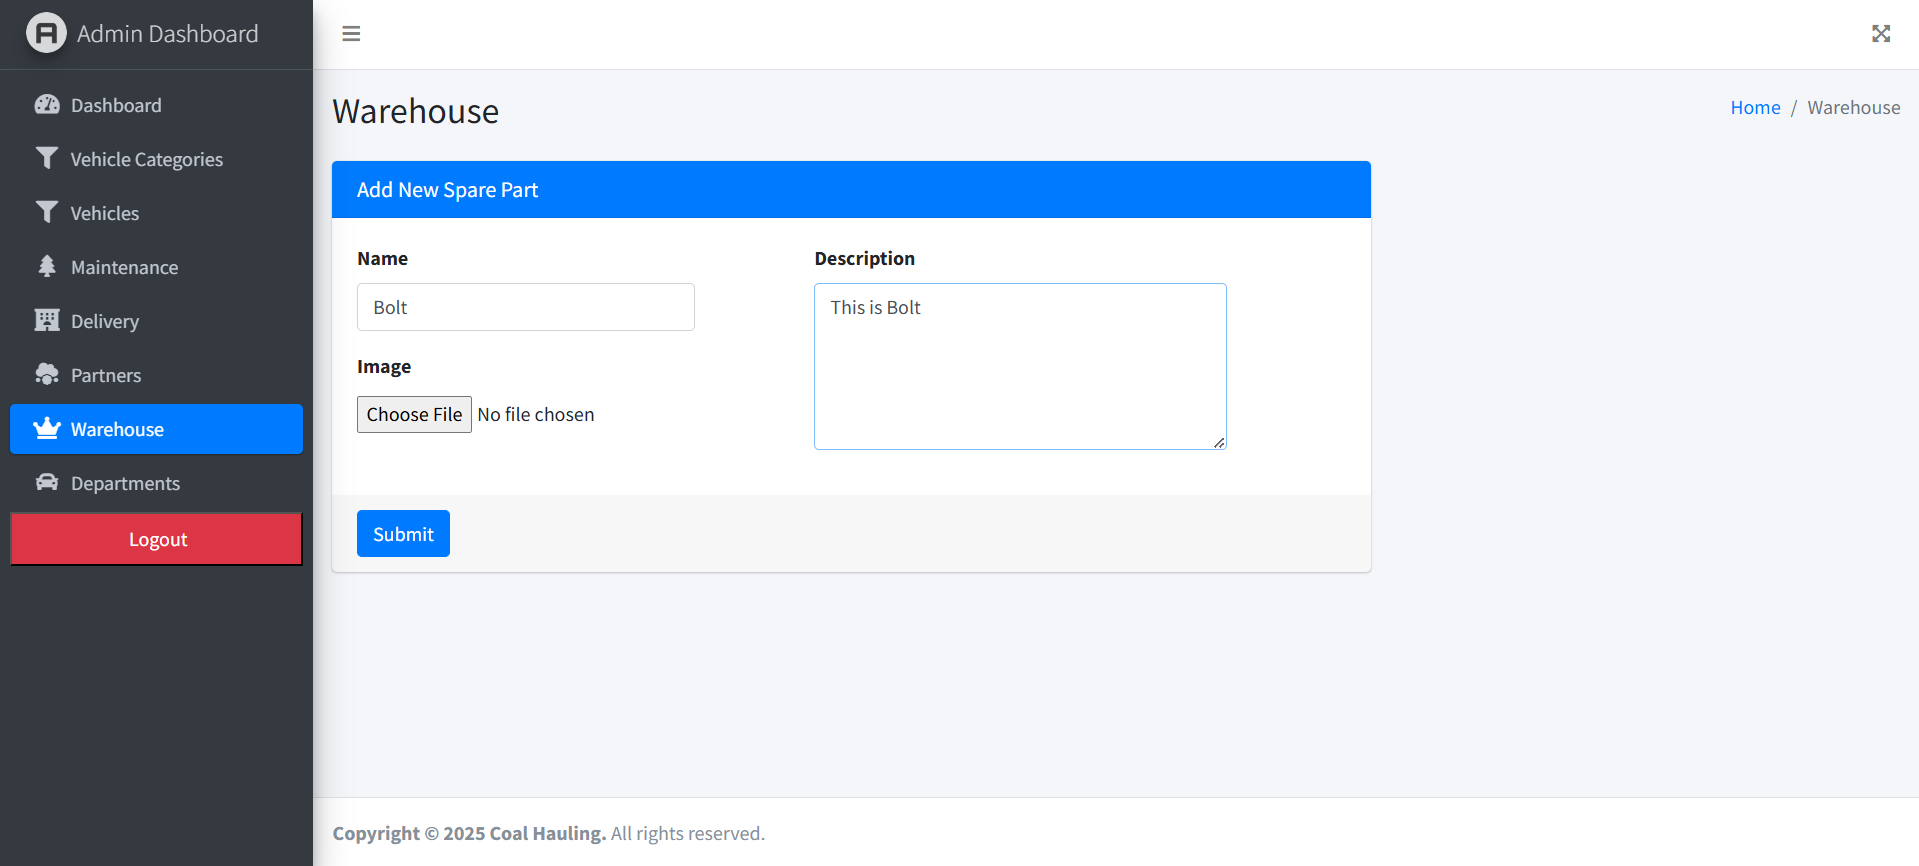 Admin Dashboard
Dashboard
Vehicle Categories
Vehicles
Maintenance
Delivery
Partners
Warehouse
Departments
Logout
Warehouse
Home / Warehouse
Add New Spare Part
Name
Bolt
Image
Choose File No file chosen
Description
This is Bolt
Submit
Copyright © 2025 Coal Hauling. All rights reserved.